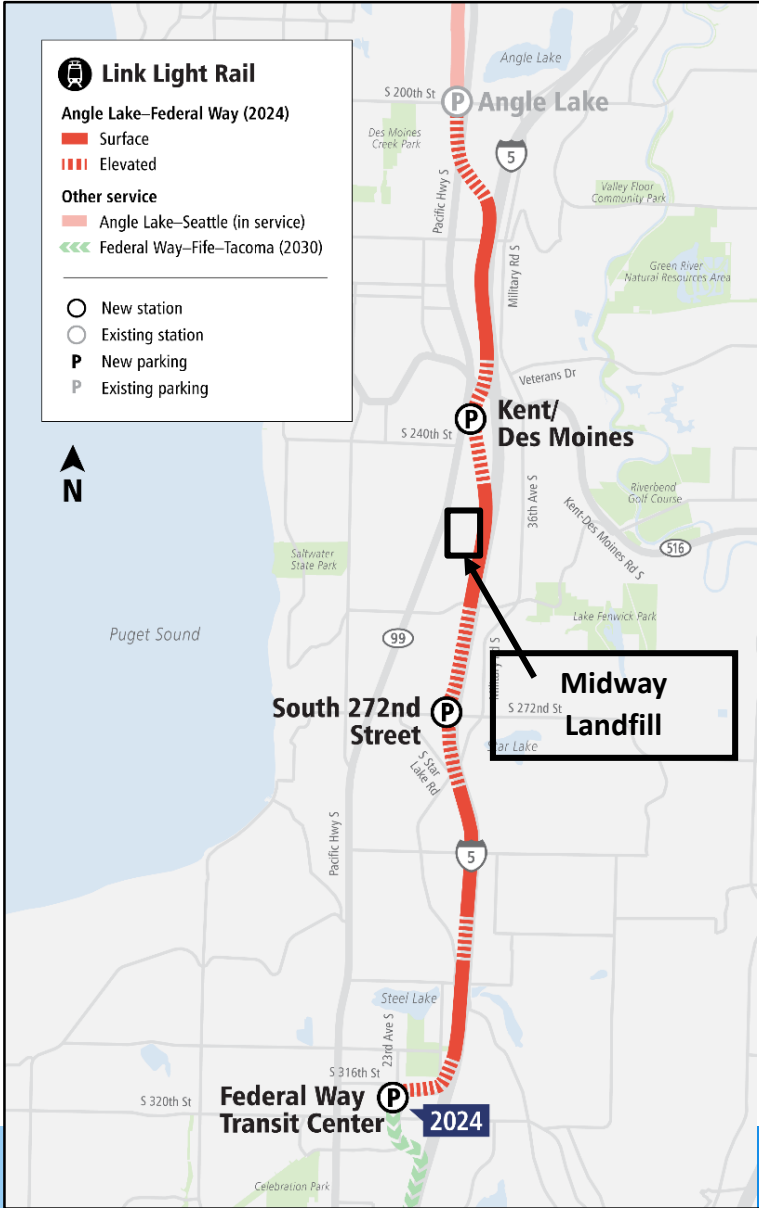 Link Light Rail
Angle Lake–Federal Way (2024)
Surface
Elevated
Other service
Angle Lake–Seattle (in service)
Federal Way–Fife–Tacoma (2030)
New station
Existing station
P
New parking
P
Existing parking
N
Angle Lake
S 200th St
P
Angle Lake
Des Moines
Creek Park
5
Pacific Hwy S
Military Rd S
Valley Floor
Community Park
Green River
Natural Resources Area
Veterans Dr
P
Kent/
Des Moines
S 240th St
36th Ave S
Kent-Des Moines Rd S
Riverbend
Golf Course
516
Saltwater
State Park
Puget Sound
99
Lake Fenwick Park
Military Rd S
Midway
Landfill
South 272nd
Street
P
S 272nd St
Star Lake
S Star
Lake Rd
Pacific Hwy S
5
Steel Lake
23rd Ave S
S 316th St
S 320th St
Federal Way
Transit Center
P
2024
Celebration Park